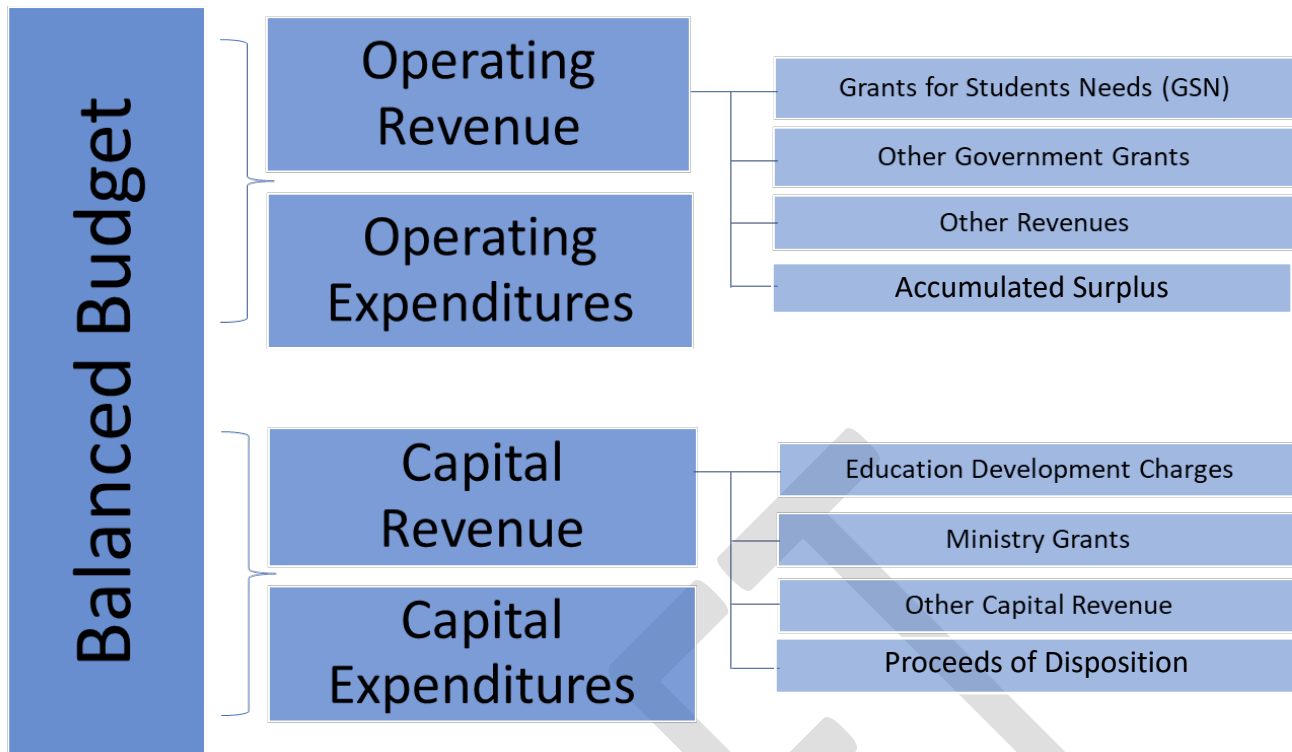 Balanced Budget
Operating
Revenue
Grants for Students Needs (GSN)
Other Government Grants
Other Revenues
Accumulated Surplus
Operating
Expenditures
Capital
Revenue
Education Development Charges
Ministry Grants
Other Capital Revenue
Proceeds of Disposition
Capital
Expenditures